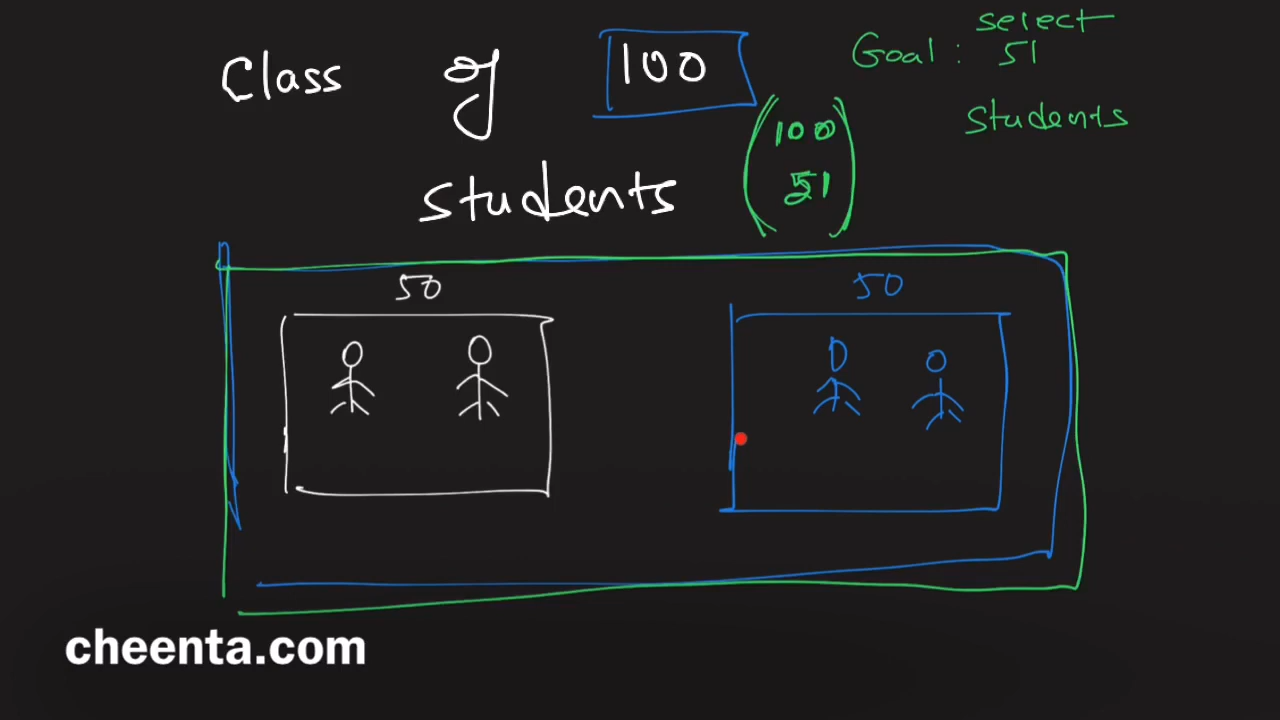 Class of 100
students
Goal : select
51
students
(100
51)
50
50
cheenta.com